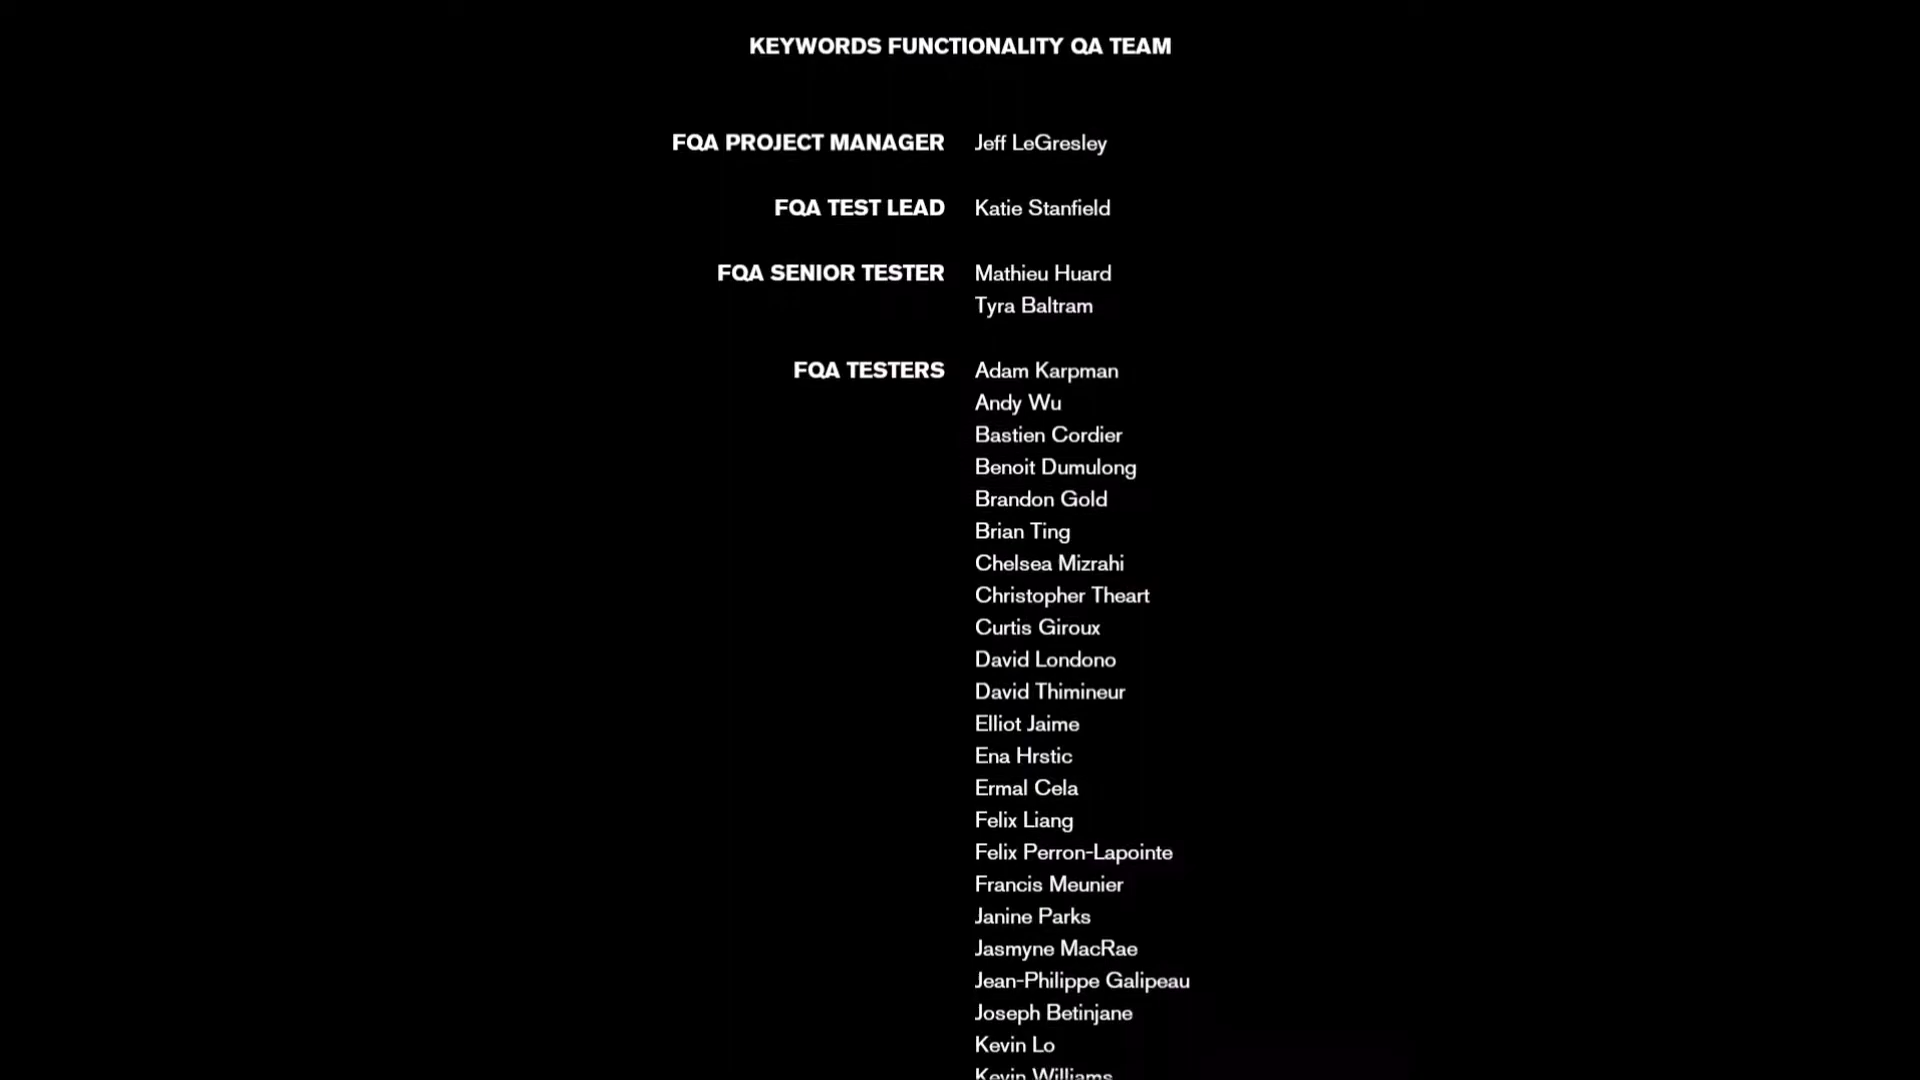 KEYWORDS FUNCTIONALITY QA TEAM
FQA PROJECT MANAGER Jeff LeGresley
FQA TEST LEAD Katie Stanfield
FQA SENIOR TESTER Mathieu Huard
Tyra Baltram
FQA TESTERS Adam Karpman
Andy Wu
Bastien Cordier
Benoit Dumulong
Brandon Gold
Brian Ting
Chelsea Mizrahi
Christopher Theart
Curtis Giroux
David Londono
David Thimineur
Elliot Jaime
Ena Hrstic
Ermal Cela
Felix Liang
Felix Perron-Lapointe
Francis Meunier
Janine Parks
Jasmyne MacRae
Jean-Philippe Galipeau
Joseph Betinjane
Kevin Lo
Kevin Williams